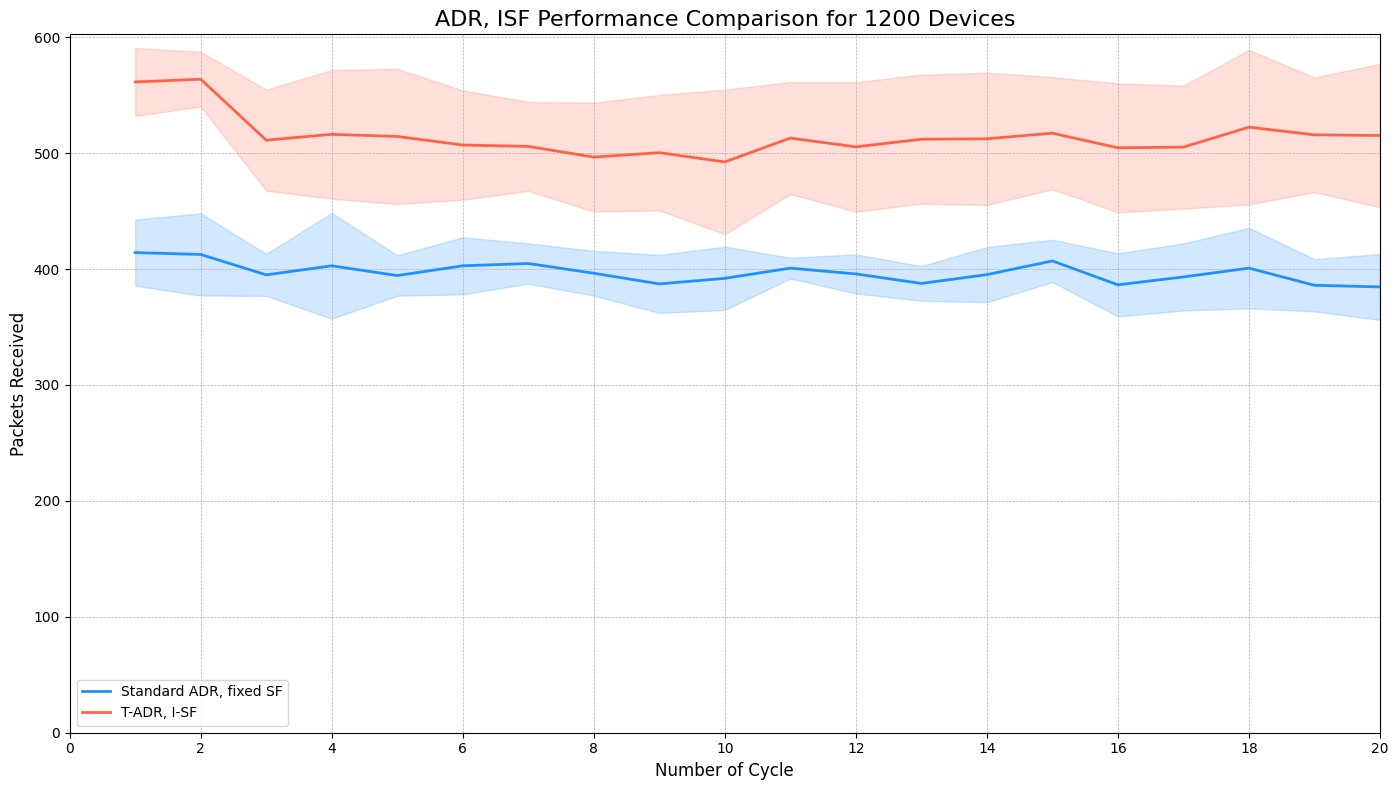 ADR, ISF Performance Comparison for 1200 Devices
600
500
400
300
200
100
0
Packets Received
Standard ADR, fixed SF
T-ADR, I-SF
0 2 4 6 8 10 12 14 16 18 20
Number of Cycle